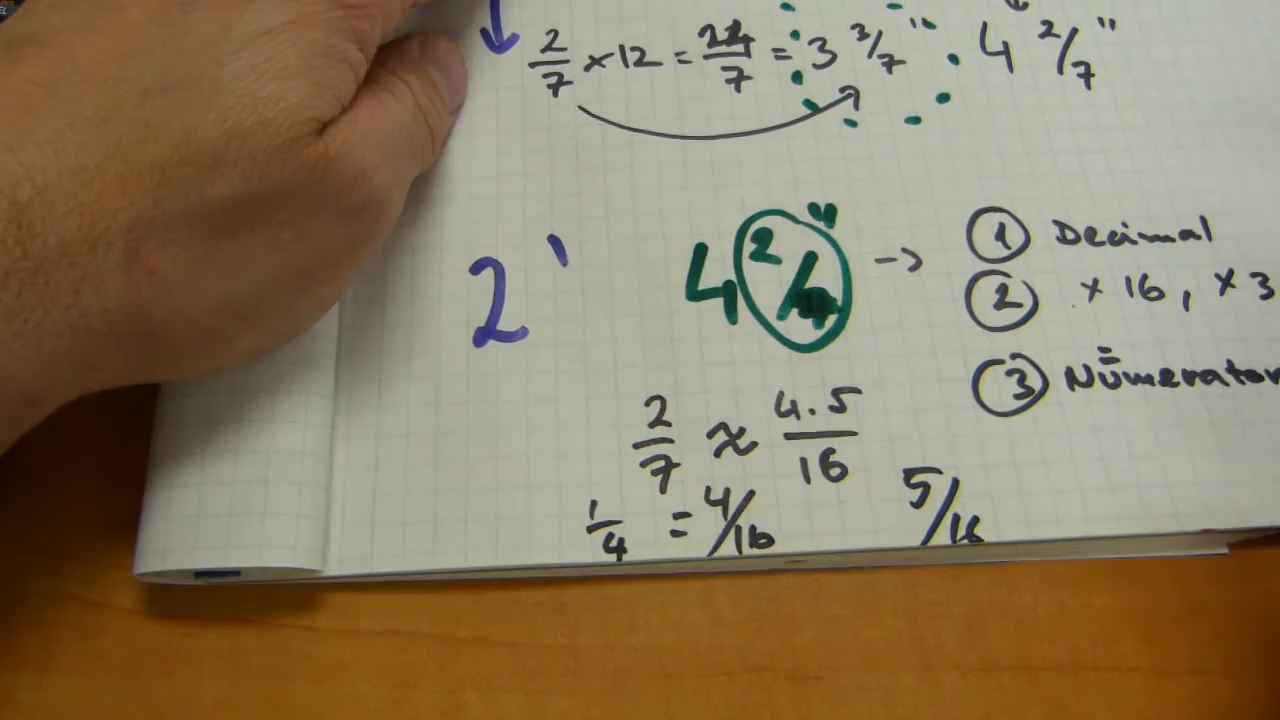 2/7 × 12 = 24/7 = 3 3/7" 4 2/7"
2' 4 2/4" → ① Decimal
② × 16, × 3
③ Numerator
2/7 ≈ 4.5/16
1/4 = 4/16 5/16